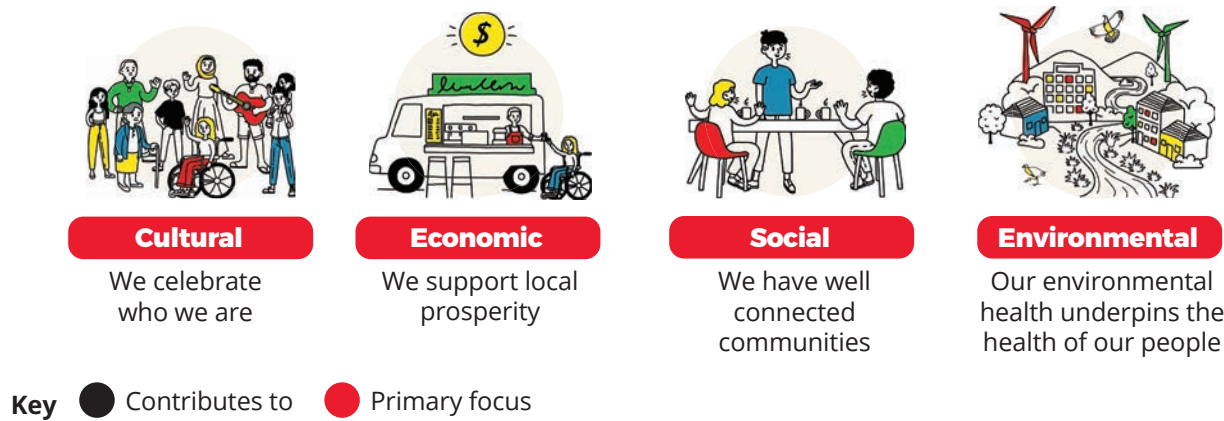 $
Cultural
We celebrate
who we are
Economic
We support local
prosperity
Social
We have well
connected
communities
Environmental
Our environmental
health underpins the
health of our people
Key Contributes to Primary focus